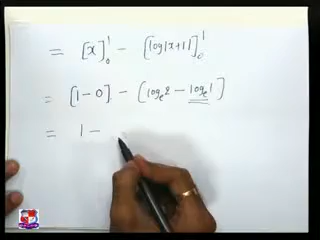 = [x]₀¹ − [log|x+1|]₀¹
= [1−0] − [logₑ2 − logₑ1]
= 1 −